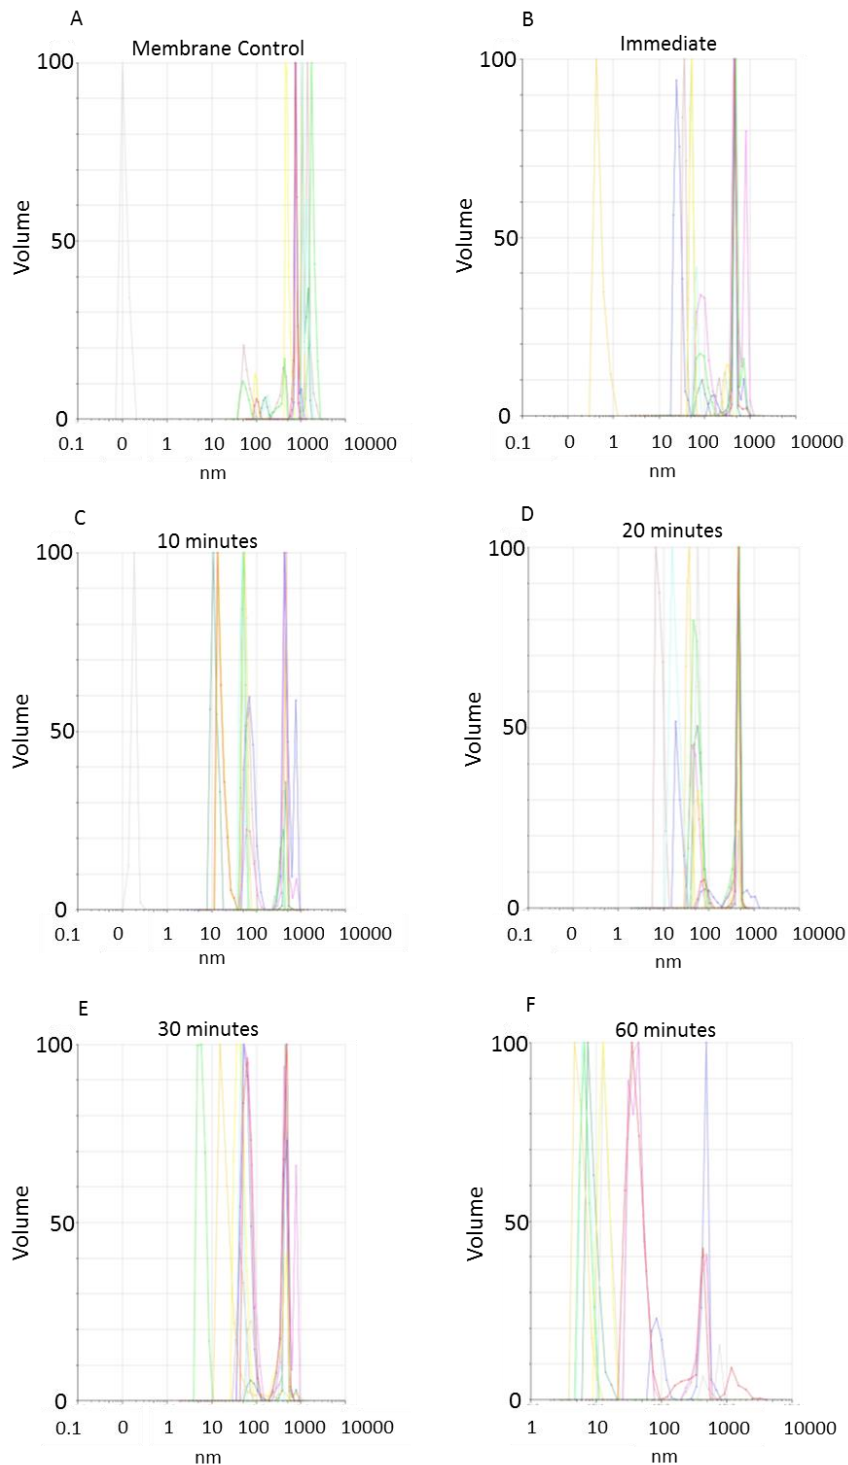 A
Membrane Control
100
50
0
Volume
0.1 0 1 10 100 1000 10000
nm
B
Immediate
100
50
0
Volume
0.1 0 1 10 100 1000 10000
nm
C
10 minutes
100
50
0
Volume
0.1 0 1 10 100 1000 10000
nm
D
20 minutes
100
50
0
Volume
0.1 0 1 10 100 1000 10000
nm
E
30 minutes
100
50
0
Volume
0.1 0 1 10 100 1000 10000
nm
F
60 minutes
100
50
0
Volume
1 10 100 1000 10000
nm